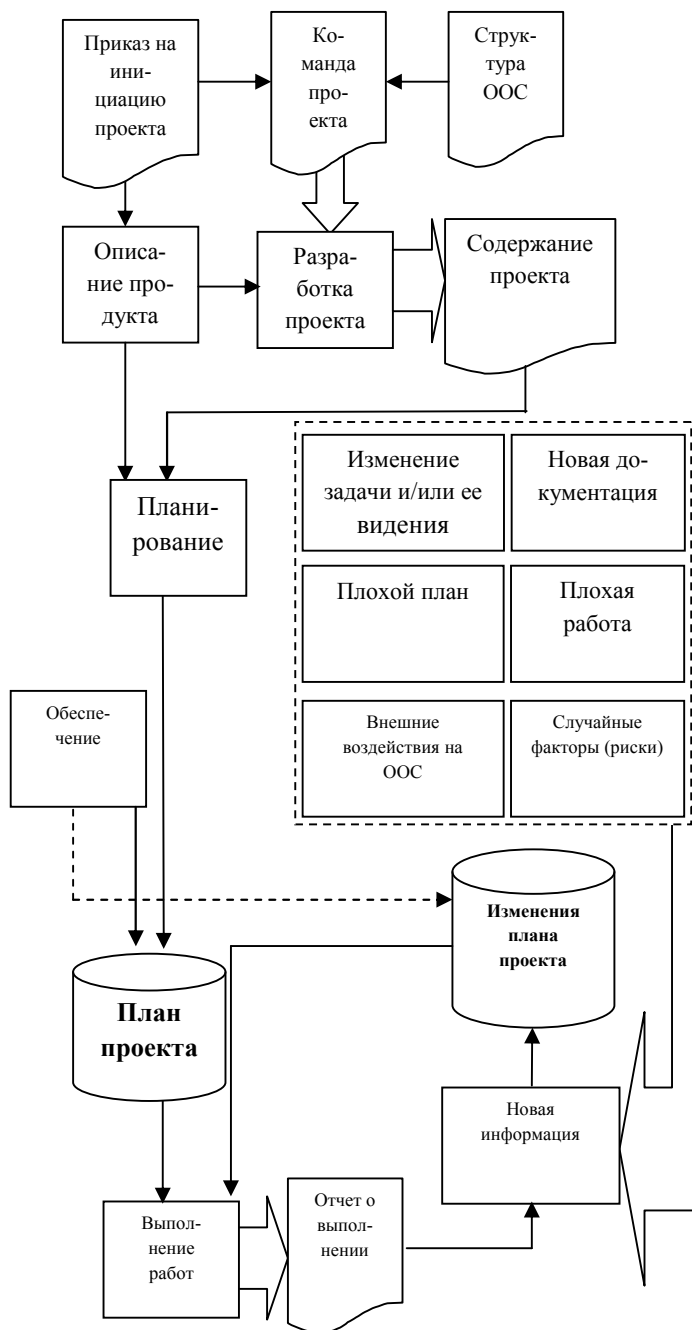 Приказ на
ини-
циацию
проекта
Ко-
манда
про-
екта
Струк-
тура
ООС
Описа-
ние про-
дукта
Разра-
ботка
проекта
Содержание
проекта
Плани-
рование
Изменение
задачи и/или ее
видения
Новая до-
кументация
Плохой план
Плохая
работа
Внешние
воздействия на
ООС
Случайные
факторы (риски)
Обеспе-
чение
Изменения
плана
проекта
План
проекта
Новая
информация
Выпол-
нение
работ
Отчет о
выпол-
нении